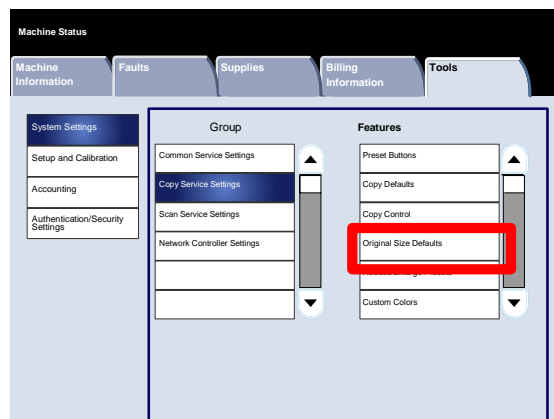 Machine Status
Machine
Information
Faults
Supplies
Billing
Information
Tools
System Settings
Setup and Calibration
Accounting
Authentication/Security
Settings
Group
Common Service Settings
Copy Service Settings
Scan Service Settings
Network Controller Settings
Features
Preset Buttons
Copy Defaults
Copy Control
Original Size Defaults
Custom Colors